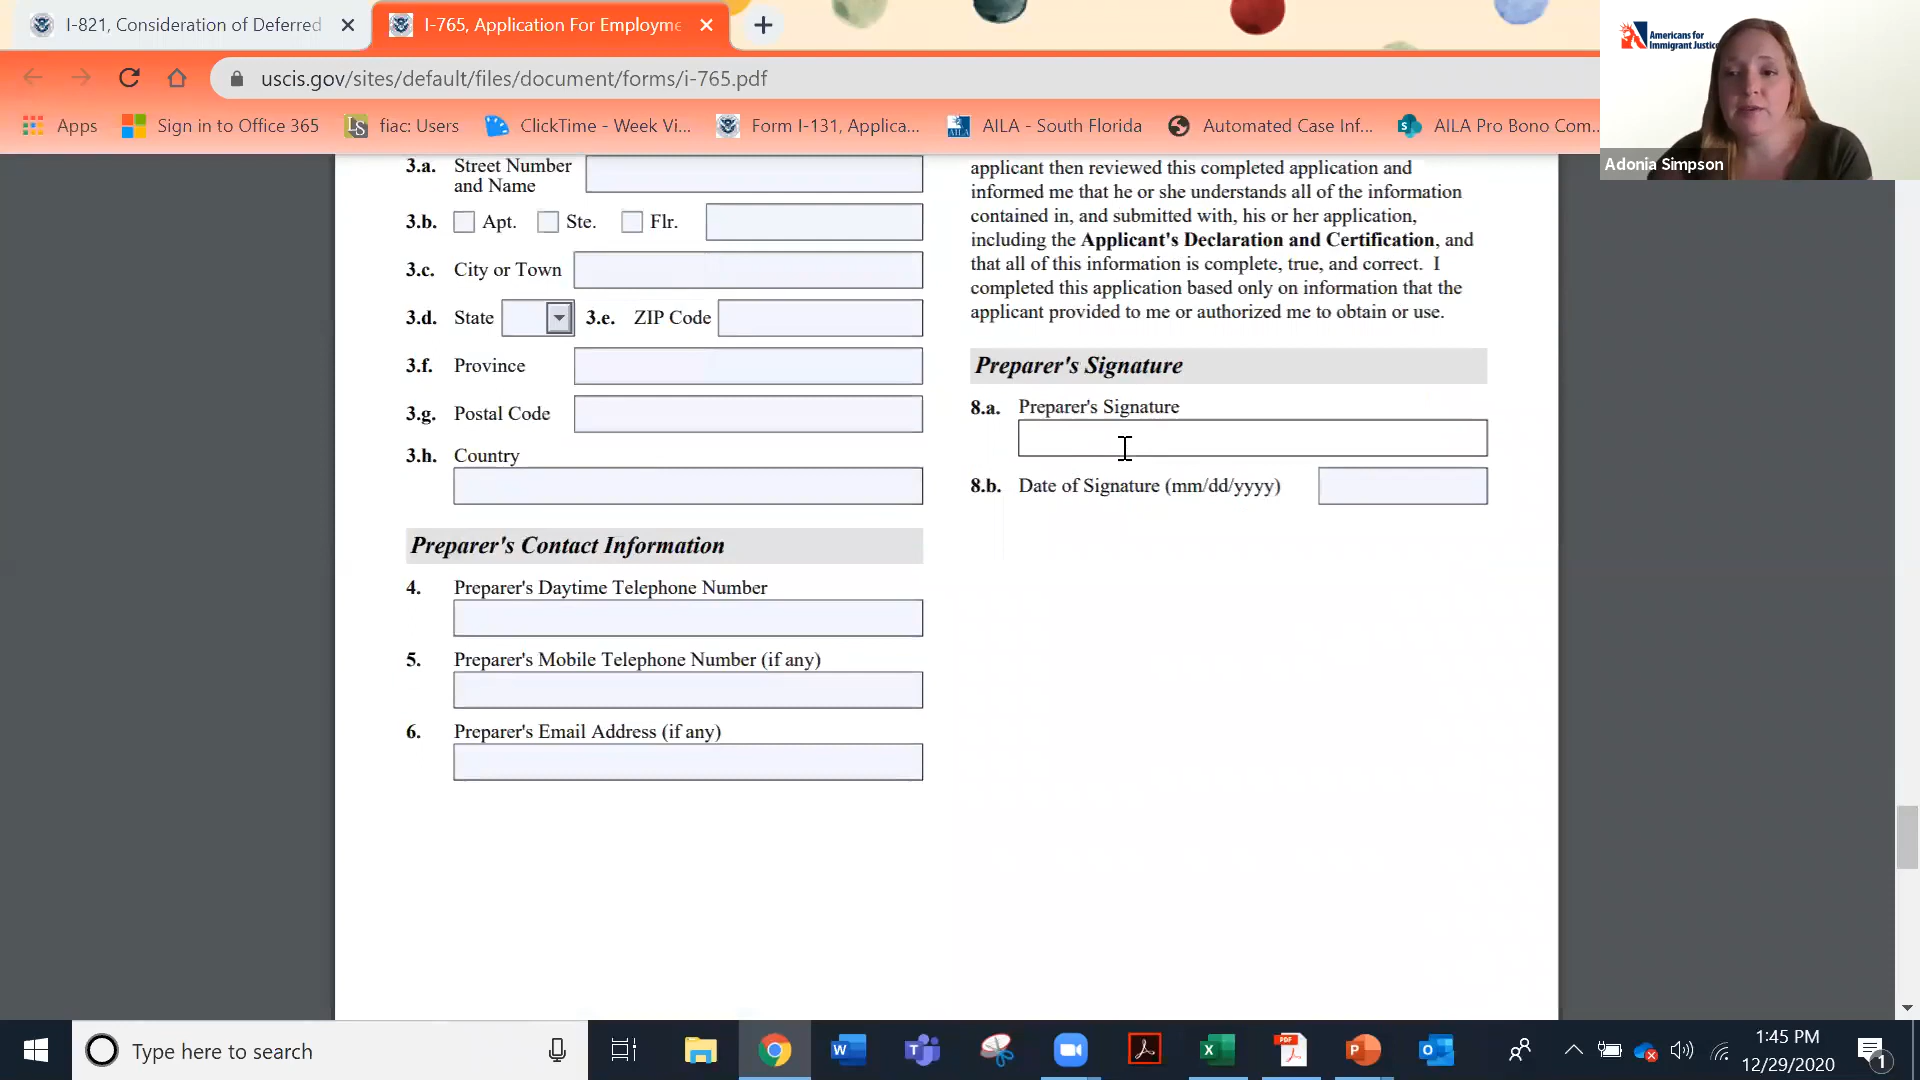 I-821, Consideration of Deferred
I-765, Application For Employme
uscis.gov/sites/default/files/document/forms/i-765.pdf
Apps
Sign in to Office 365
LS
fiac: Users
ClickTime - Week Vi...
Form I-131, Applica...
AILA
AILA - South Florida
Automated Case Inf...
S
AILA Pro Bono Com...
Americans for
Immigrant Justice
Adonia Simpson
3.a. Street Number
and Name
3.b. Apt. Ste. Flr.
3.c. City or Town
3.d. State 3.e. ZIP Code
3.f. Province
3.g. Postal Code
3.h. Country
Preparer's Contact Information
4. Preparer's Daytime Telephone Number
5. Preparer's Mobile Telephone Number (if any)
6. Preparer's Email Address (if any)
applicant then reviewed this completed application and
informed me that he or she understands all of the information
contained in, and submitted with, his or her application,
including the Applicant's Declaration and Certification, and
that all of this information is complete, true, and correct. I
completed this application based only on information that the
applicant provided to me or authorized me to obtain or use.
Preparer's Signature
8.a. Preparer's Signature
8.b. Date of Signature (mm/dd/yyyy)
Type here to search
W
T
X
PDF
P
O
1:45 PM
12/29/2020
1